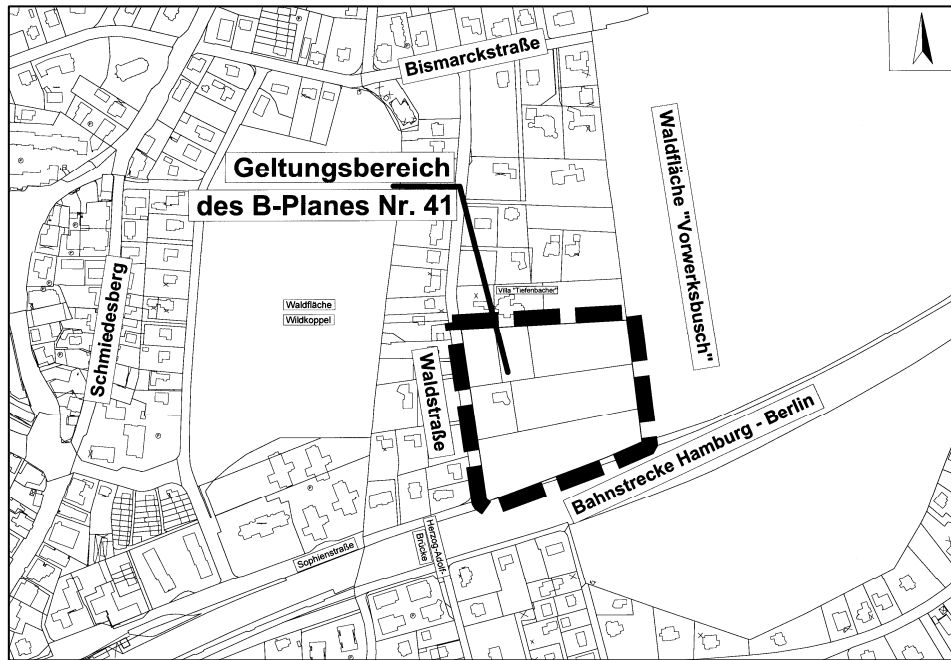 Bismarckstraße
Geltungsbereich
des B-Planes Nr. 41
Waldfläche "Vorwerksbusch"
Schmiedesberg
Waldfläche
Wildkoppel
Villa "Tiefenbacher"
Waldstraße
Bahnstrecke Hamburg - Berlin
Sophienstraße
Herzog-Adolf-
Brücke